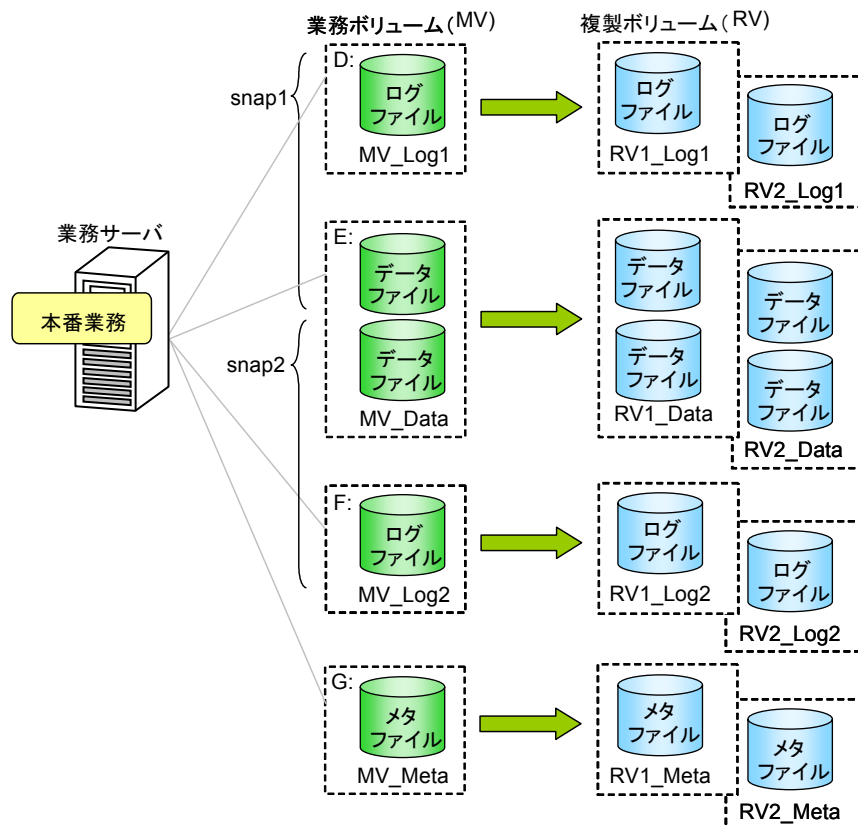 業務ボリューム(MV)
複製ボリューム(RV)
D:
ログ
ファイル
MV_Log1
ログ
ファイル
RV1_Log1
ログ
ファイル
RV2_Log1
snap1
業務サーバ
本番業務
E:
データ
ファイル
データ
ファイル
MV_Data
データ
ファイル
データ
ファイル
RV1_Data
データ
ファイル
データ
ファイル
RV2_Data
snap2
F:
ログ
ファイル
MV_Log2
ログ
ファイル
RV1_Log2
ログ
ファイル
RV2_Log2
G:
メタ
ファイル
MV_Meta
メタ
ファイル
RV1_Meta
メタ
ファイル
RV2_Meta